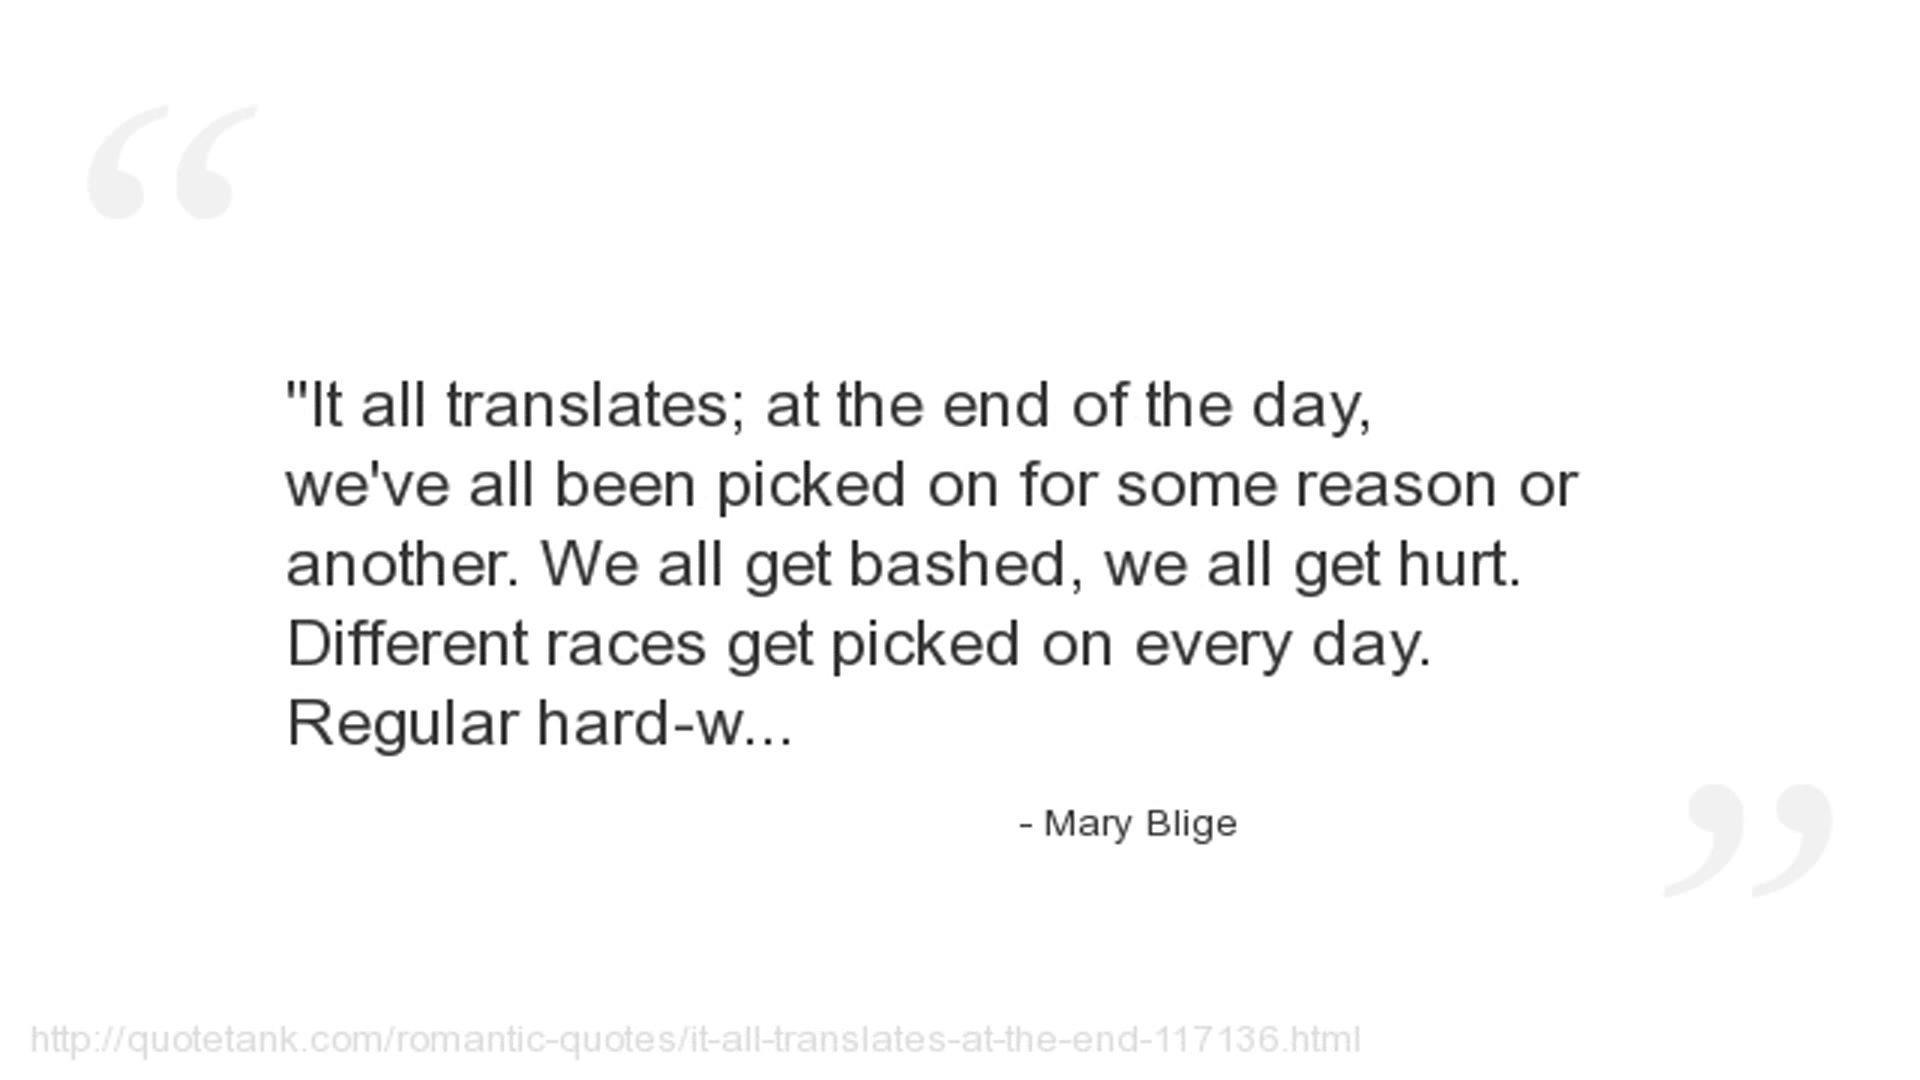 "It all translates; at the end of the day,
we've all been picked on for some reason or
another. We all get bashed, we all get hurt.
Different races get picked on every day.
Regular hard-w...
- Mary Blige
http://quotetank.com/romantic-quotes/it-all-translates-at-the-end-117136.html